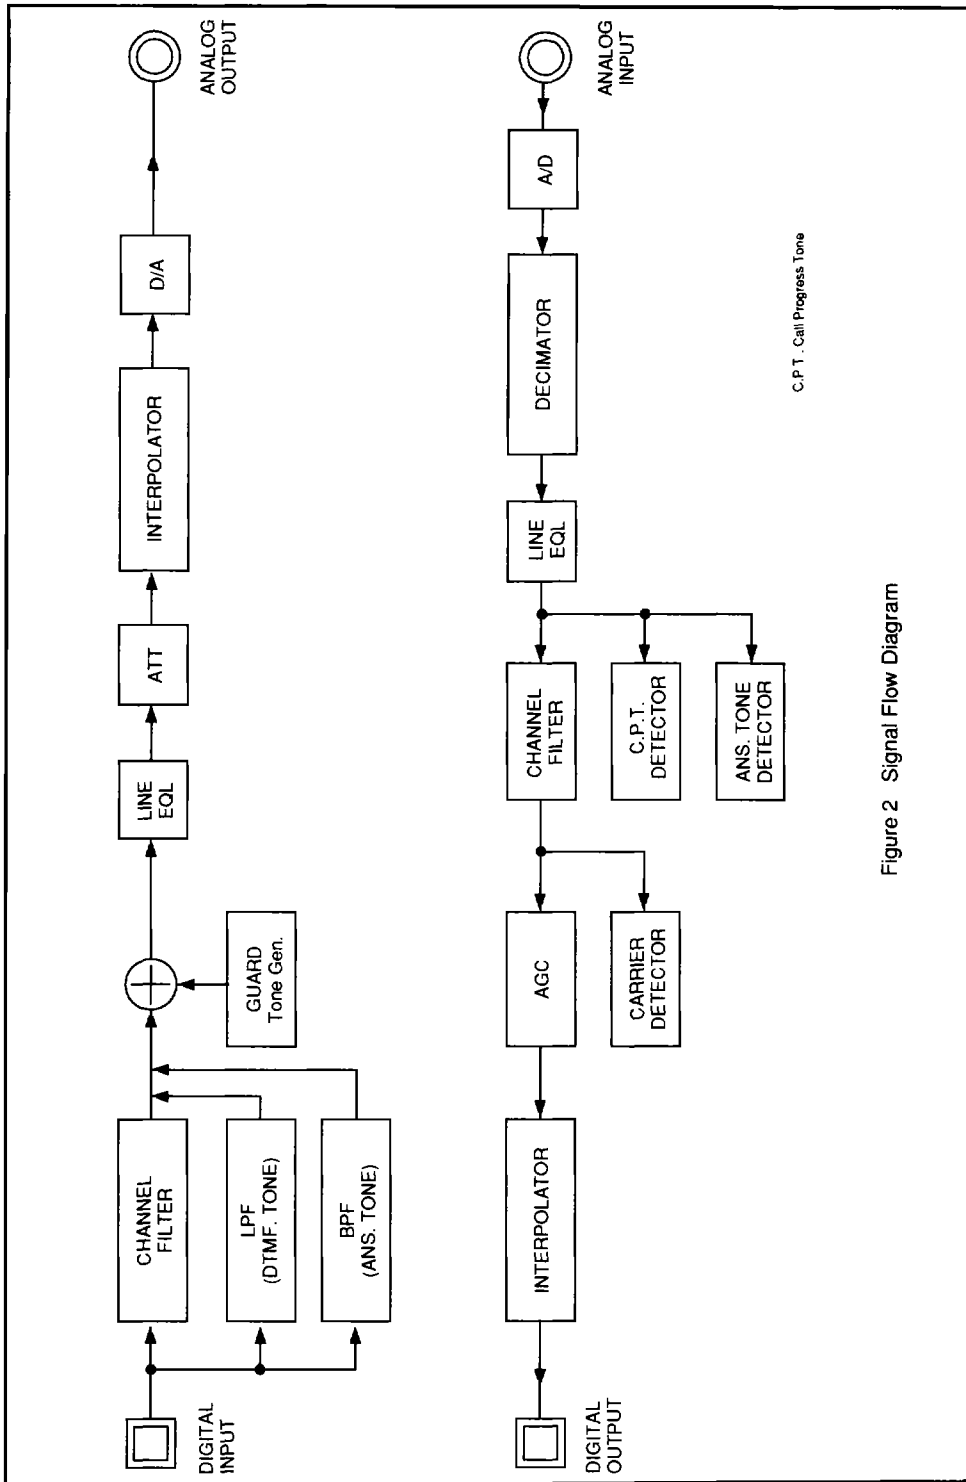 DIGITAL
INPUT
CHANNEL
FILTER
LPF
(DTMF. TONE)
BPF
(ANS. TONE)
GUARD
Tone Gen.
LINE
EQL
ATT
INTERPOLATOR
D/A
ANALOG
OUTPUT
DIGITAL
OUTPUT
INTERPOLATOR
AGC
CARRIER
DETECTOR
CHANNEL
FILTER
C.P.T.
DETECTOR
ANS. TONE
DETECTOR
LINE
EQL
DECIMATOR
A/D
ANALOG
INPUT
C.P.T . Call Progress Tone
Figure 2 Signal Flow Diagram